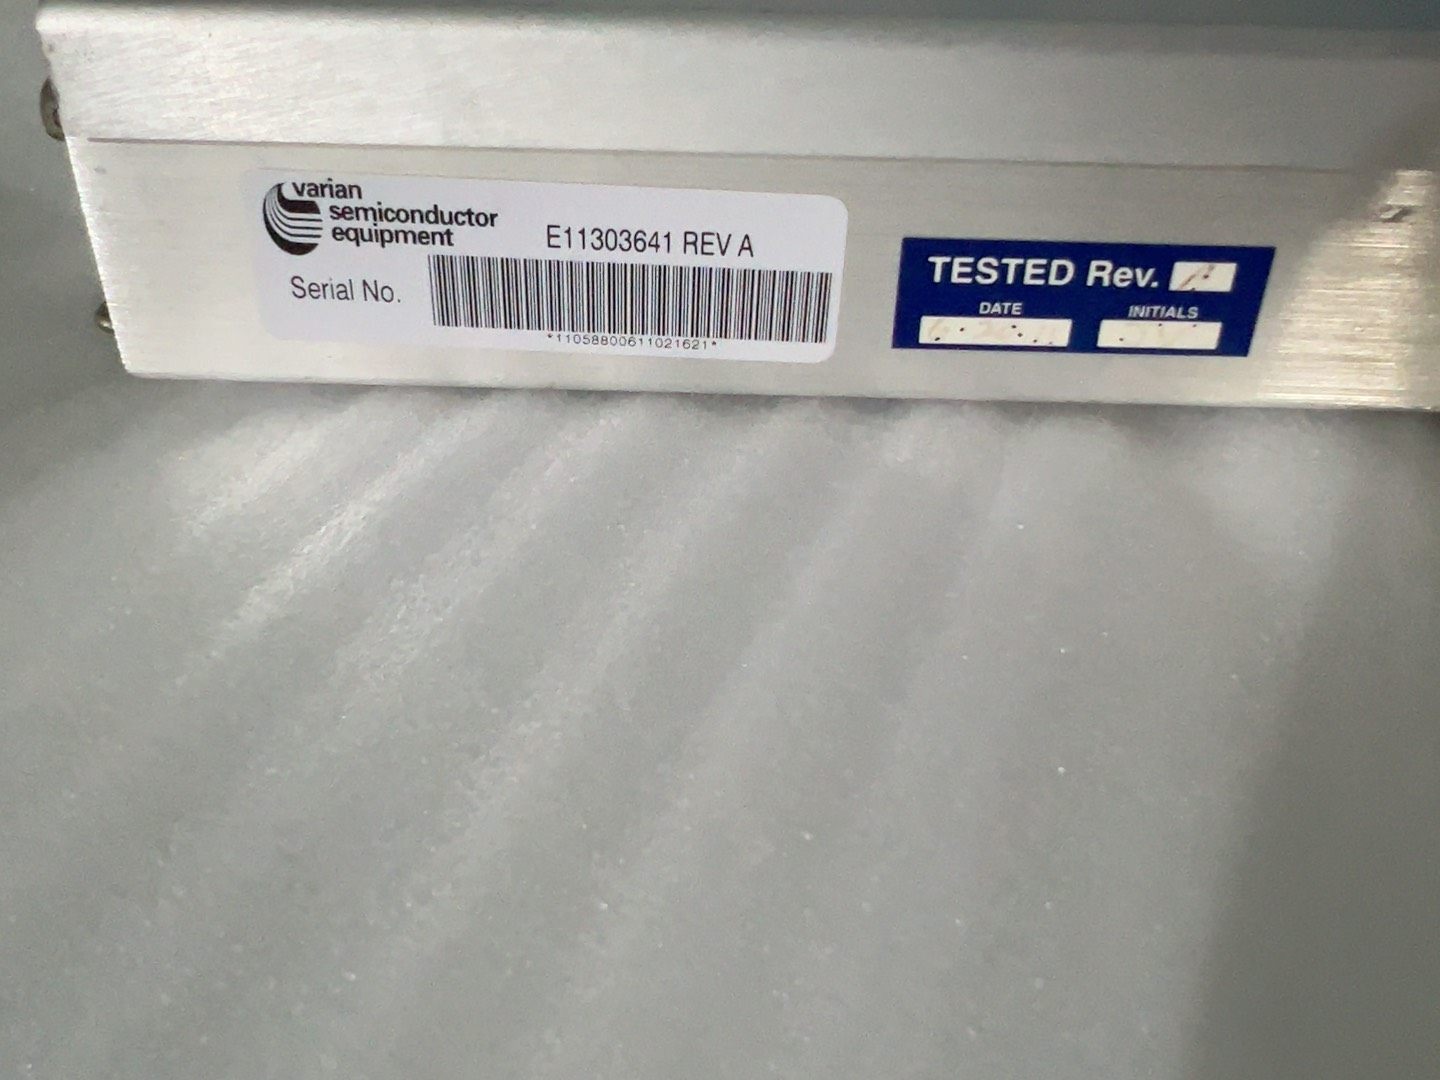 varian
semiconductor
equipment
E11303641 REV A
Serial No.
*11058800611021621*
TESTED Rev.
DATE
INITIALS